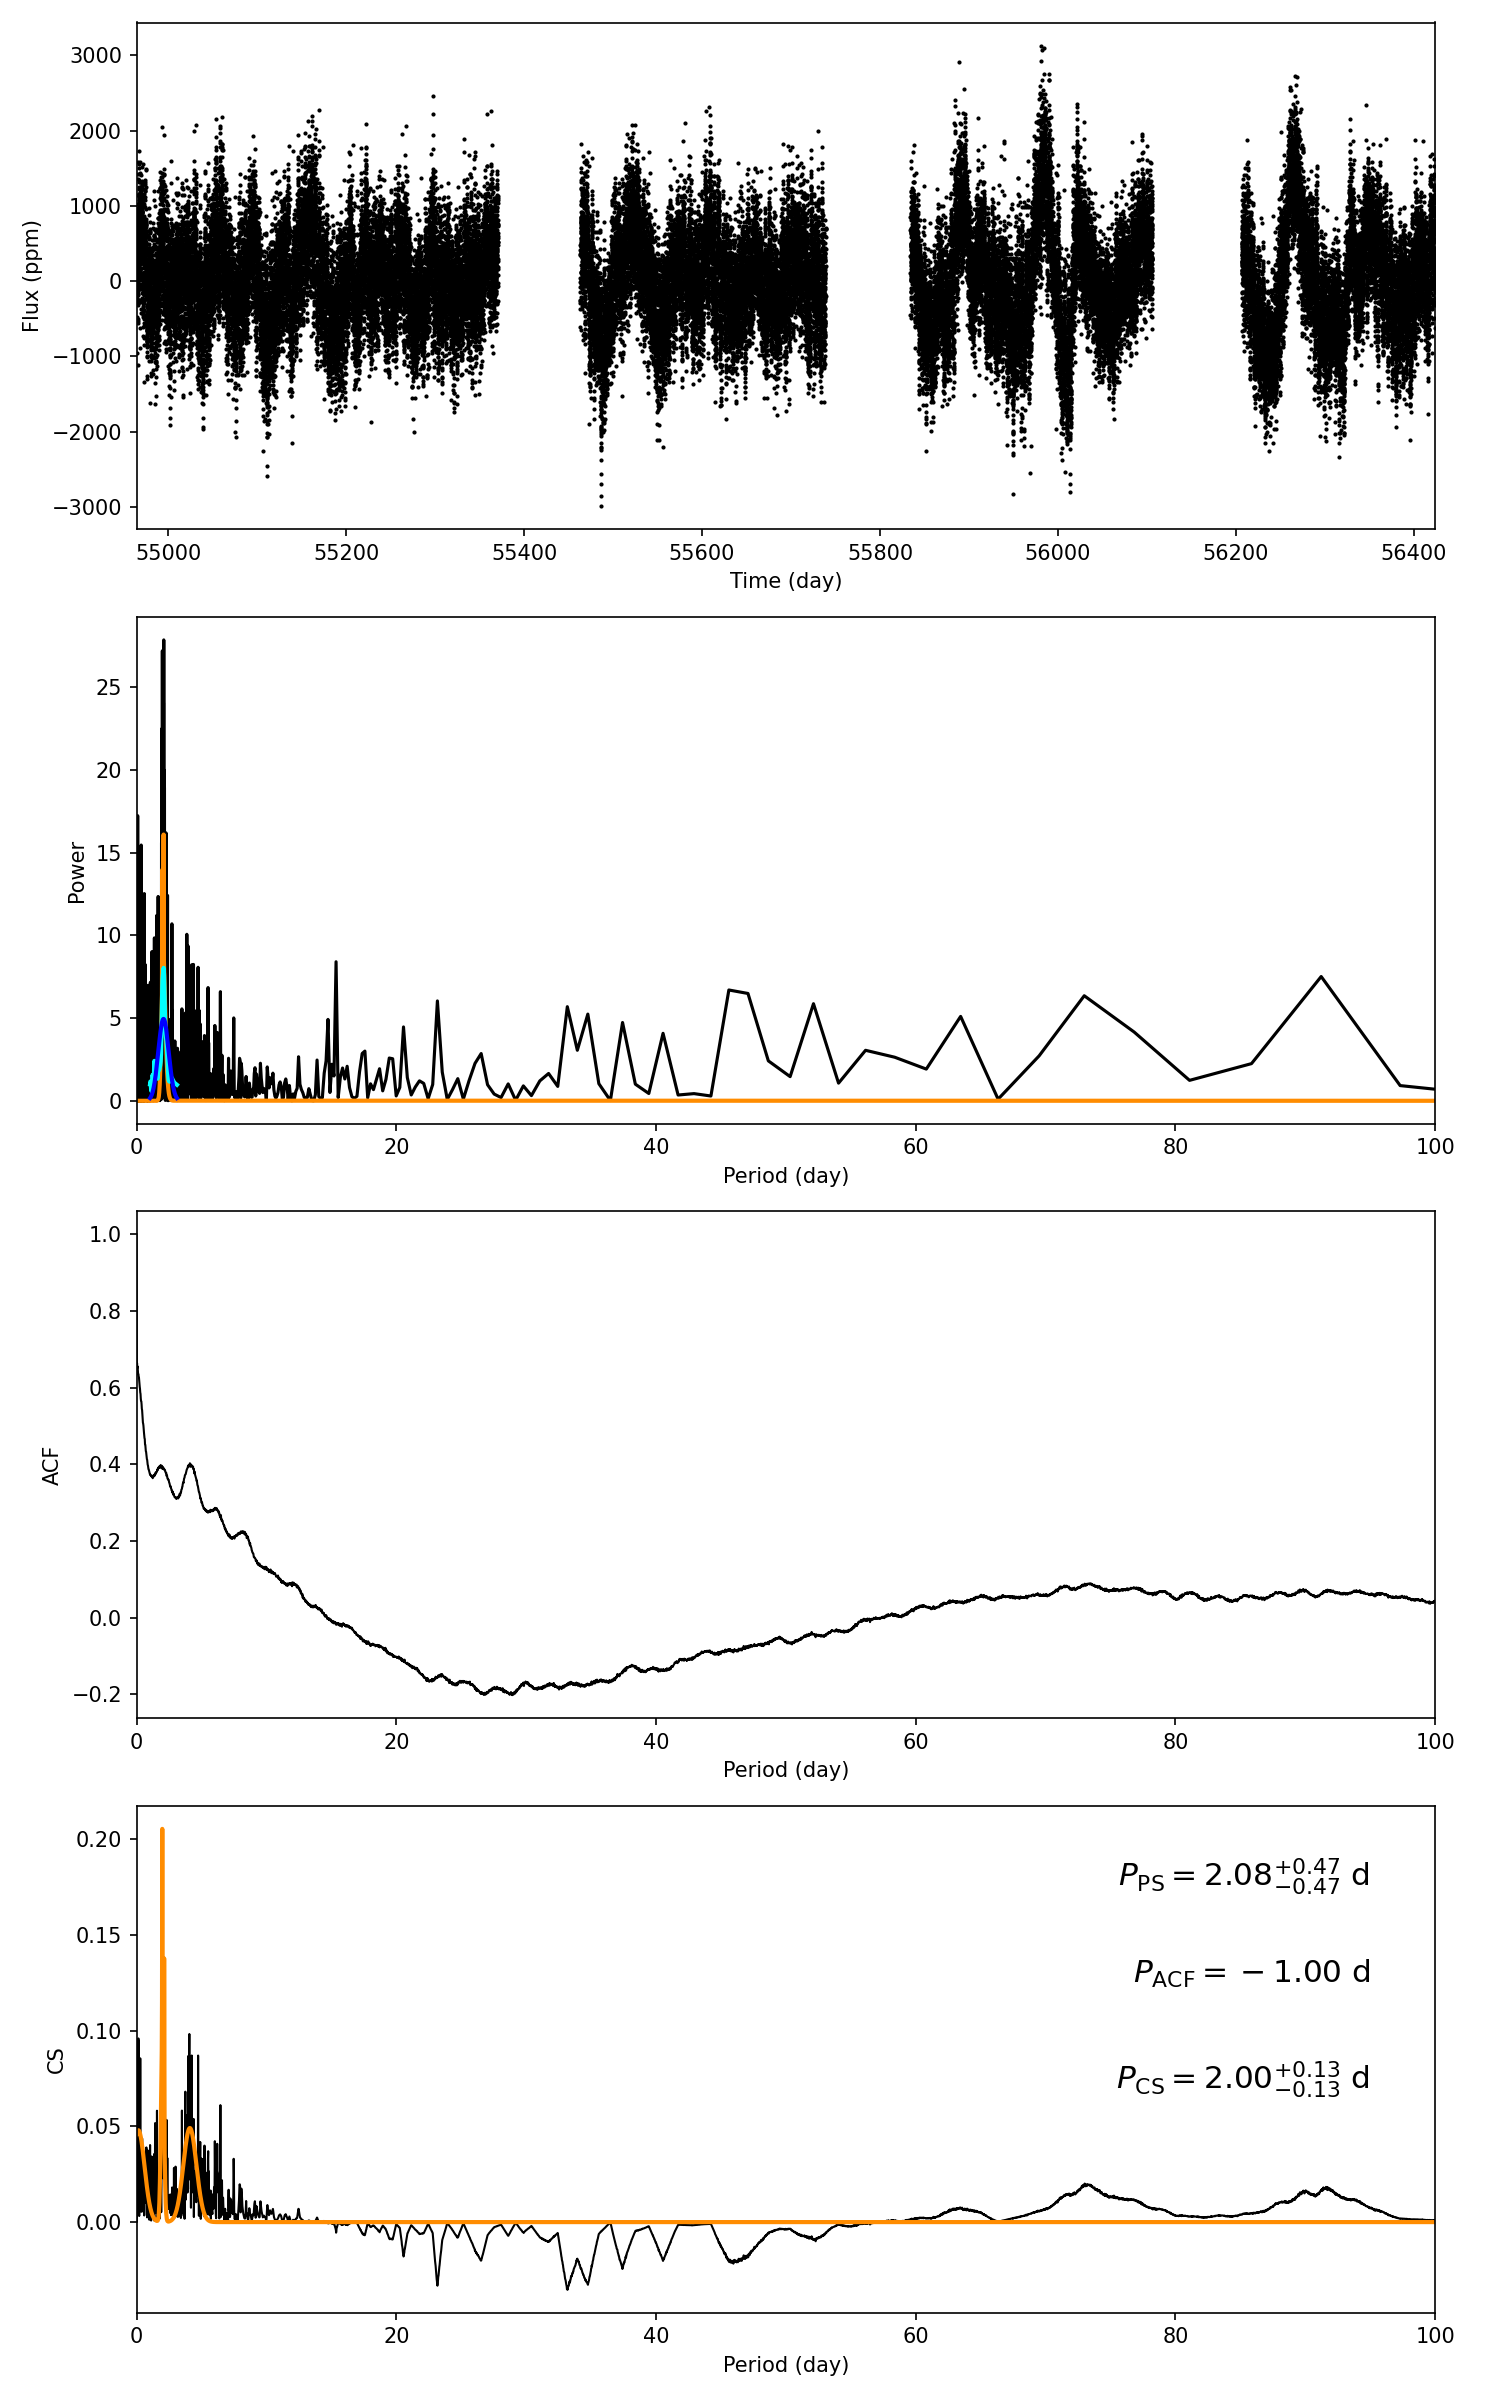 3000
2000
1000
0
−1000
−2000
−3000
Flux (ppm)
55000 55200 55400 55600 55800 56000 56200 56400
Time (day)
25
20
15
10
5
0
Power
0 20 40 60 80 100
Period (day)
1.0
0.8
0.6
0.4
0.2
0.0
−0.2
ACF
0 20 40 60 80 100
Period (day)
0.20
0.15
0.10
0.05
0.00
CS
P_PS = 2.08^{+0.47}_{−0.47} d
P_ACF = −1.00 d
P_CS = 2.00^{+0.13}_{−0.13} d
0 20 40 60 80 100
Period (day)